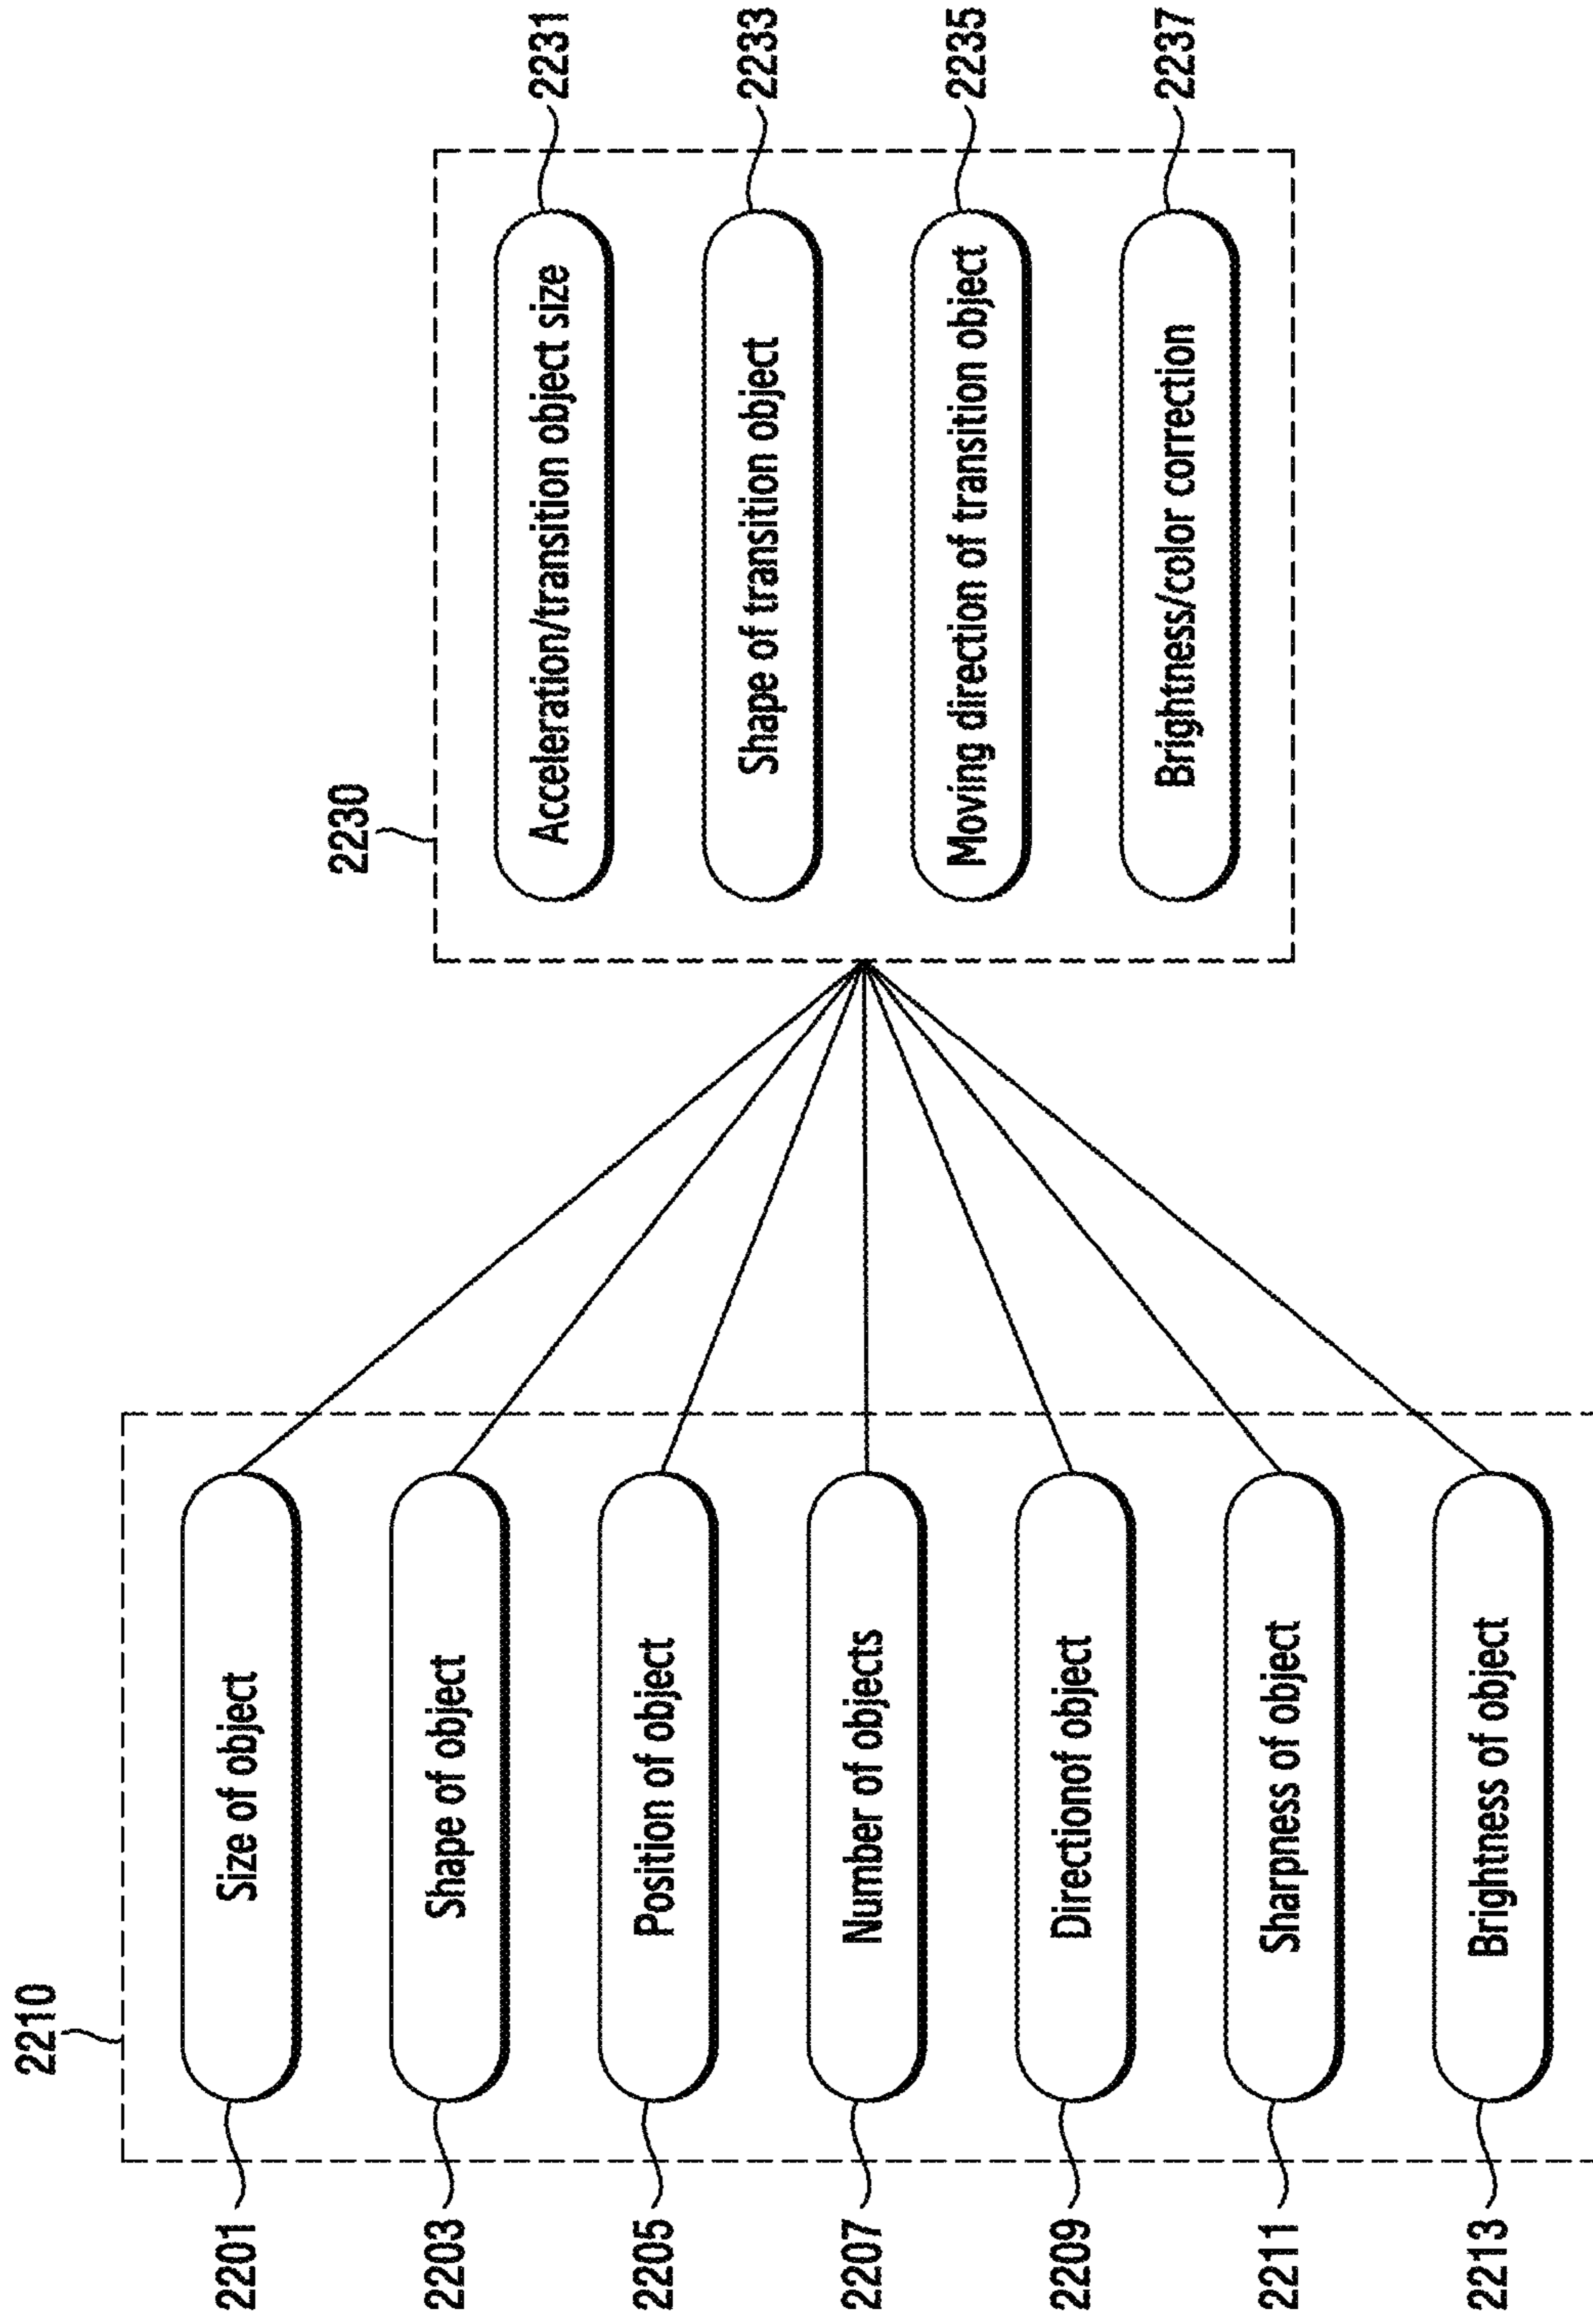 2210
2201
Size of object
2203
Shape of object
2205
Position of object
2207
Number of objects
2209
Directionof object
2211
Sharpness of object
2213
Brightness of object
2230
Acceleration/transition object size
2231
Shape of transition object
2233
Moving direction of transition object
2235
Brightness/color correction
2237